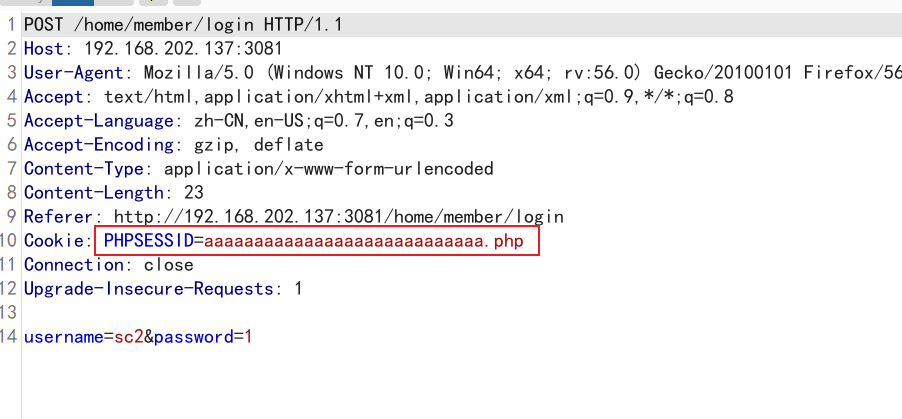 1 POST /home/member/login HTTP/1.1
2 Host: 192.168.202.137:3081
3 User-Agent: Mozilla/5.0 (Windows NT 10.0; Win64; x64; rv:56.0) Gecko/20100101 Firefox/56
4 Accept: text/html,application/xhtml+xml,application/xml;q=0.9,*/*;q=0.8
5 Accept-Language: zh-CN,en-US;q=0.7,en;q=0.3
6 Accept-Encoding: gzip, deflate
7 Content-Type: application/x-www-form-urlencoded
8 Content-Length: 23
9 Referer: http://192.168.202.137:3081/home/member/login
10 Cookie: PHPSESSID=aaaaaaaaaaaaaaaaaaaaaaaaaaaa.php
11 Connection: close
12 Upgrade-Insecure-Requests: 1
13
14 username=sc2&password=1